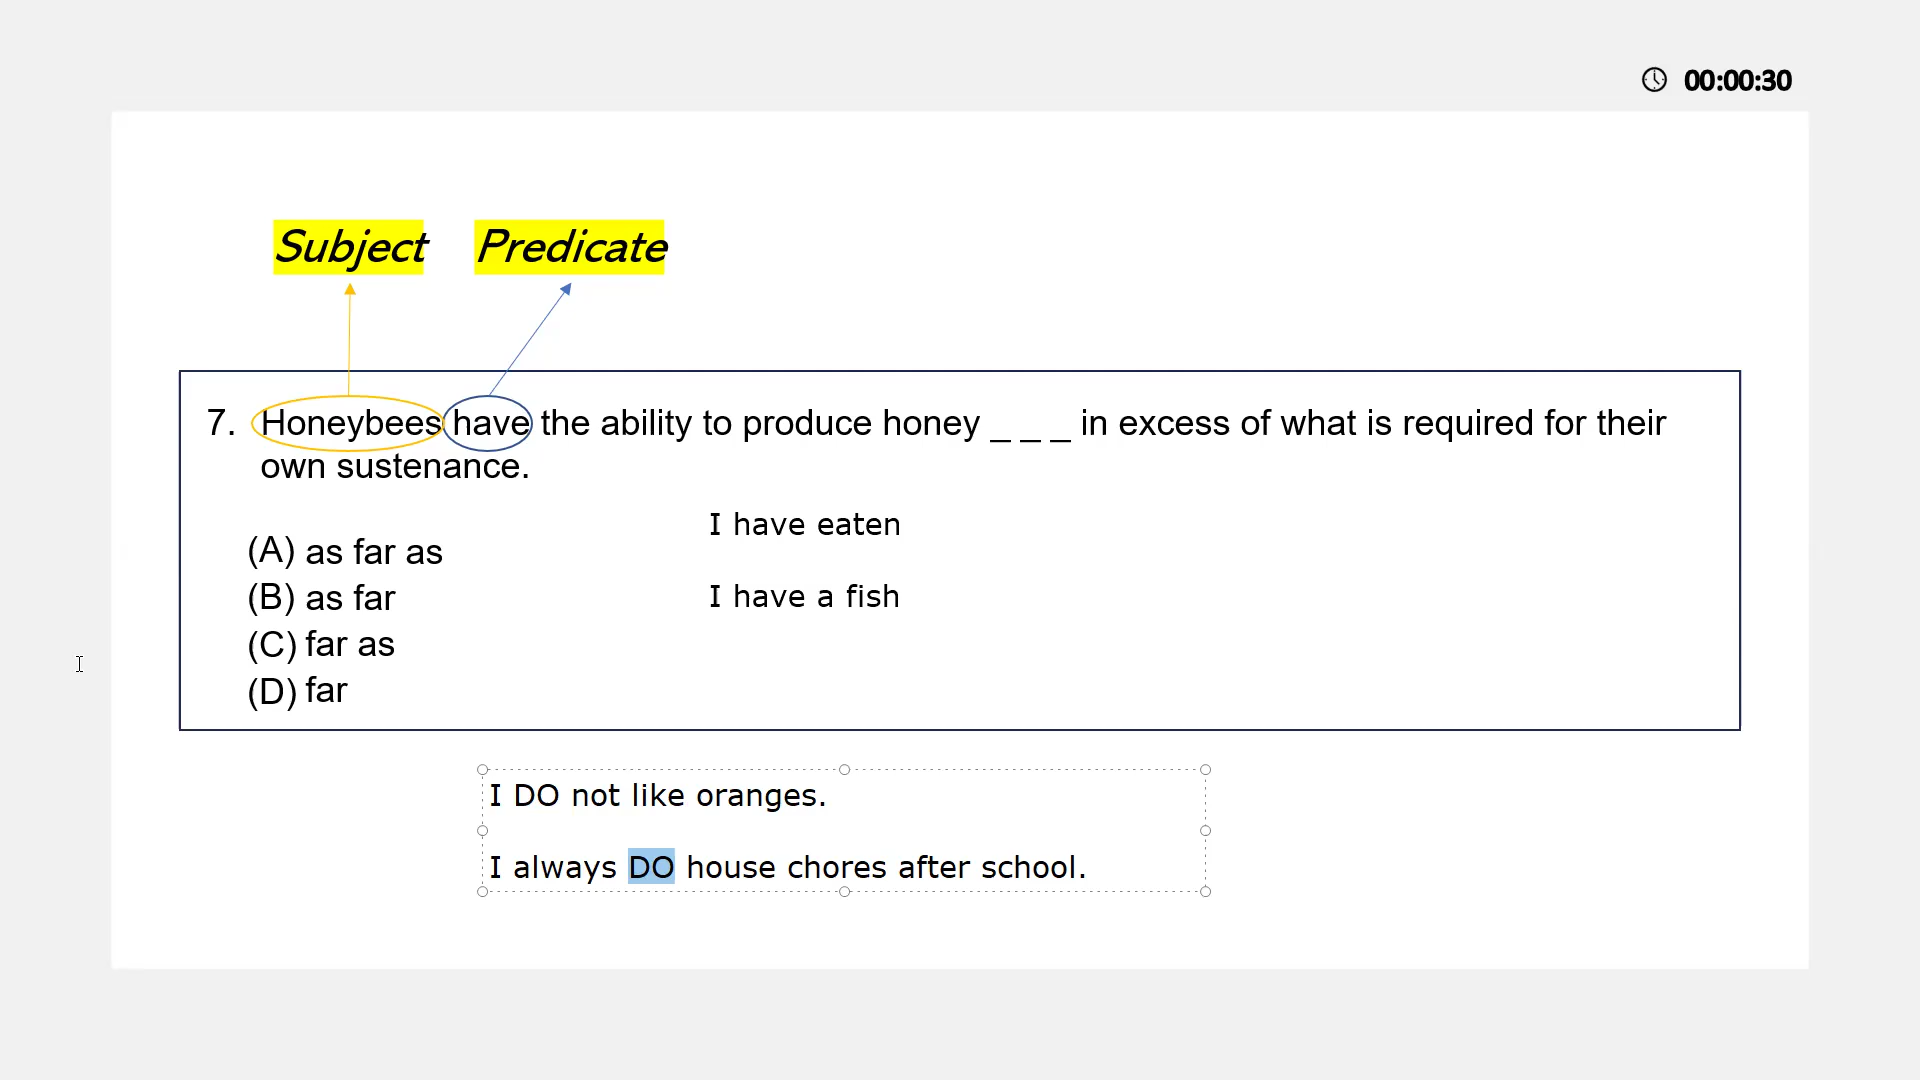 00:00:30
Subject Predicate
7. Honeybees have the ability to produce honey _ _ _ in excess of what is required for their
own sustenance.
I have eaten
(A) as far as
(B) as far
I have a fish
(C) far as
(D) far
I DO not like oranges.
I always DO house chores after school.